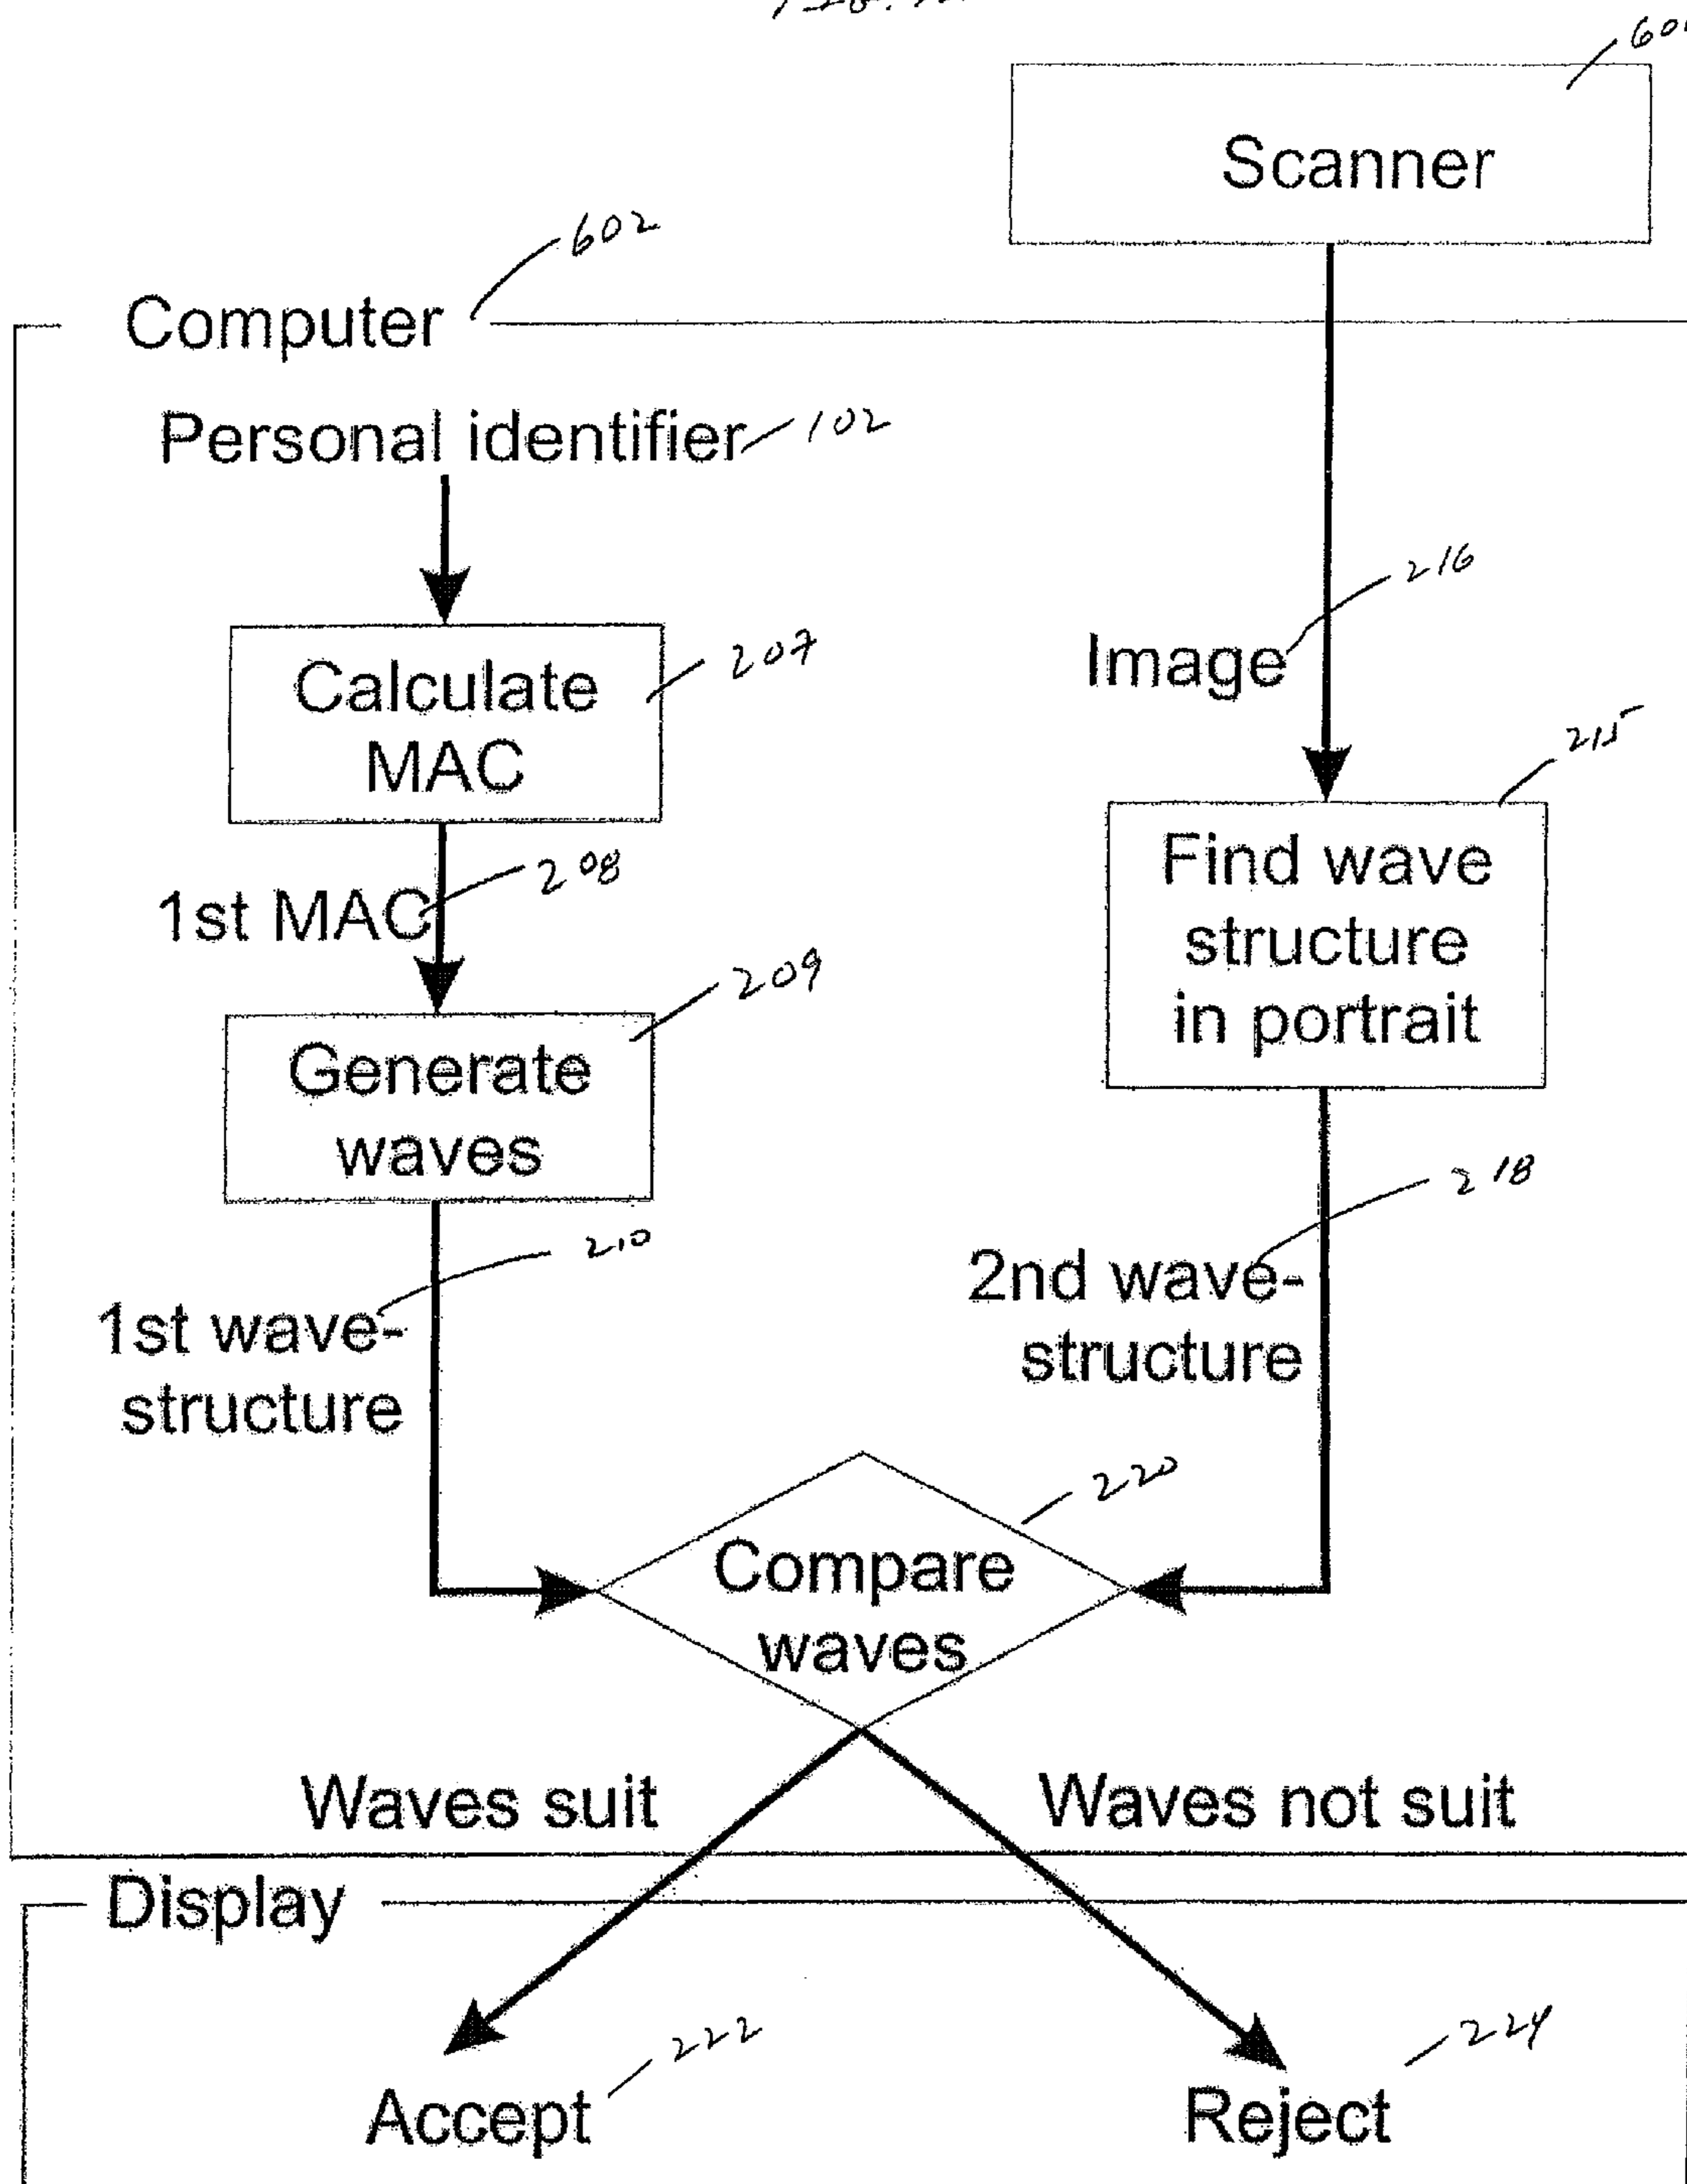 Scanner
602
Computer
Personal identifier
102
216
Image
207
Calculate
MAC
215
Find wave
structure
in portrait
208
1st MAC
209
Generate
waves
218
210
2nd wave-
structure
1st wave-
structure
220
Compare
waves
Waves suit
Waves not suit
Display
222
224
Accept
Reject